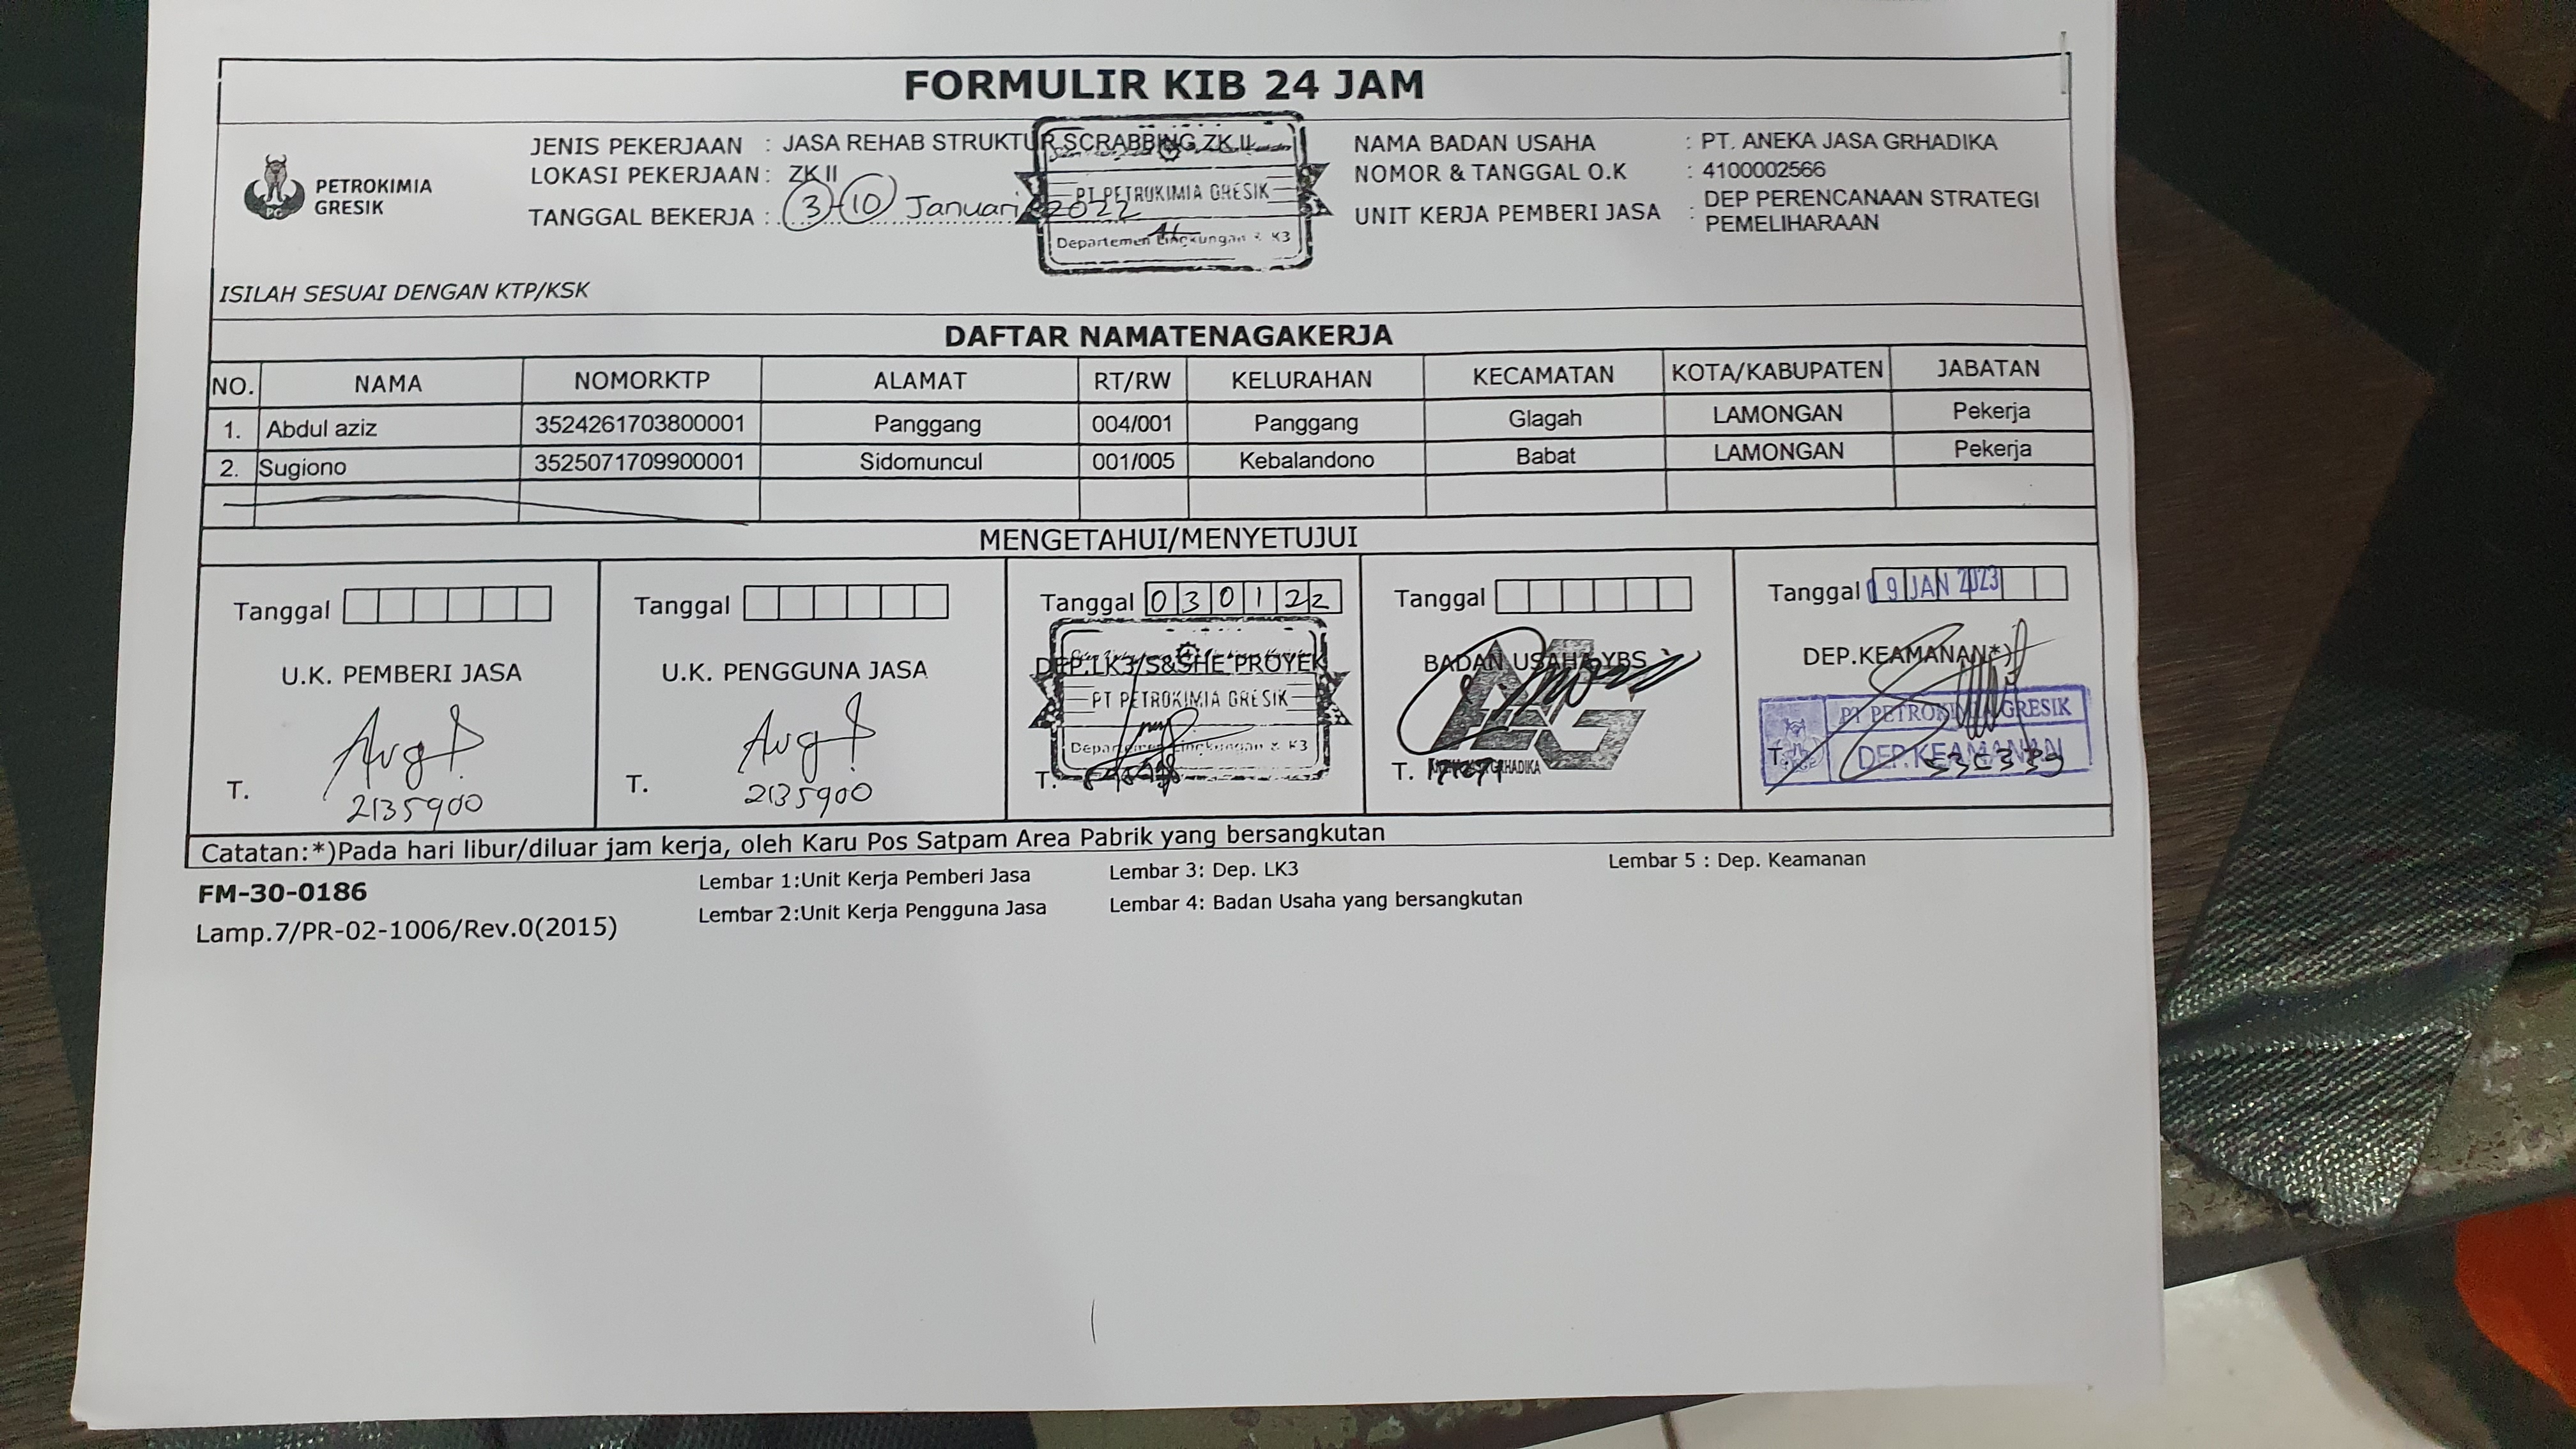 FORMULIR KIB 24 JAM
PETROKIMIA
GRESIK
JENIS PEKERJAAN : JASA REHAB STRUKTUR SCRABBING ZK II
LOKASI PEKERJAAN : ZK II
TANGGAL BEKERJA : 3-10 Januari 2022
PT PETROKIMIA GRESIK
Departemen Lingkungan & K3
NAMA BADAN USAHA : PT. ANEKA JASA GRHADIKA
NOMOR & TANGGAL O.K : 4100002566
UNIT KERJA PEMBERI JASA : DEP PERENCANAAN STRATEGI
PEMELIHARAAN
ISILAH SESUAI DENGAN KTP/KSK
DAFTAR NAMATENAGAKERJA
NO. NAMA NOMORKTP ALAMAT RT/RW KELURAHAN KECAMATAN KOTA/KABUPATEN JABATAN
1. Abdul aziz 3524261703800001 Panggang 004/001 Panggang Glagah LAMONGAN Pekerja
2. Sugiono 3525071709900001 Sidomuncul 001/005 Kebalandono Babat LAMONGAN Pekerja
MENGETAHUI/MENYETUJUI
Tanggal
U.K. PEMBERI JASA
T.
2135900
Tanggal
U.K. PENGGUNA JASA
T.
2135900
Tanggal 030122
DEP.LK3/S&SHE PROYEK
PT PETROKIMIA GRESIK
Departemen Lingkungan & K3
T.
Tanggal
BADAN USAHA YBS
T.
GRHADIKA
Tanggal 09 JAN 2023
DEP.KEAMANAN*)
PT PETROKIMIA GRESIK
DEP.KEAMANAN
T.
Catatan:*)Pada hari libur/diluar jam kerja, oleh Karu Pos Satpam Area Pabrik yang bersangkutan
FM-30-0186
Lamp.7/PR-02-1006/Rev.0(2015)
Lembar 1:Unit Kerja Pemberi Jasa
Lembar 2:Unit Kerja Pengguna Jasa
Lembar 3: Dep. LK3
Lembar 4: Badan Usaha yang bersangkutan
Lembar 5 : Dep. Keamanan